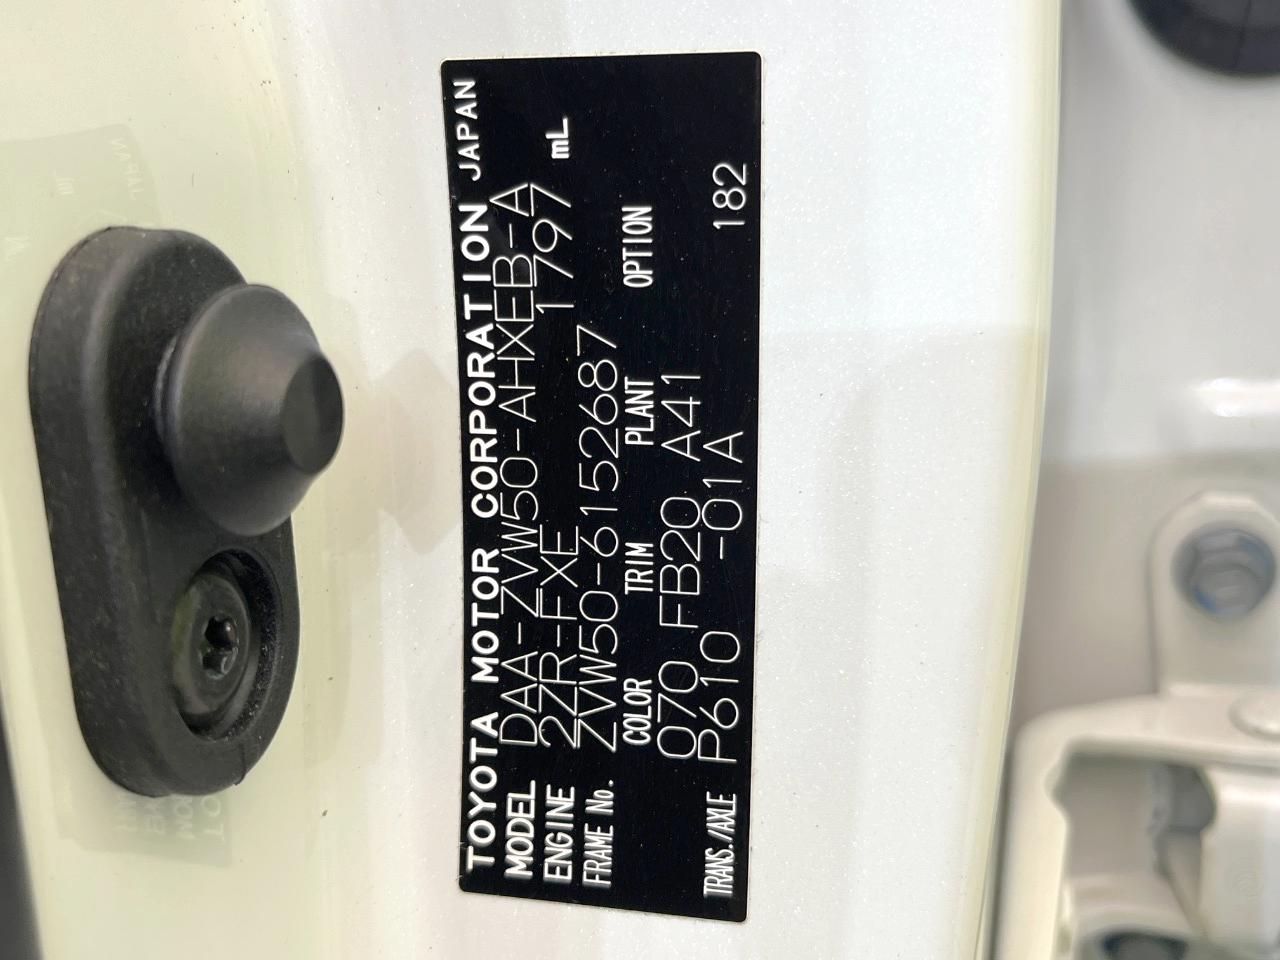 TOYOTA MOTOR CORPORATION JAPAN
MODEL DAA-ZVW50-AHXEB-A
ENGINE 2ZR-FXE 1797 mL
FRAME No. ZVW50-6152687
COLOR TRIM PLANT OPTION
070 FB20 A41
TRANS./AXLE P610 -01A 182